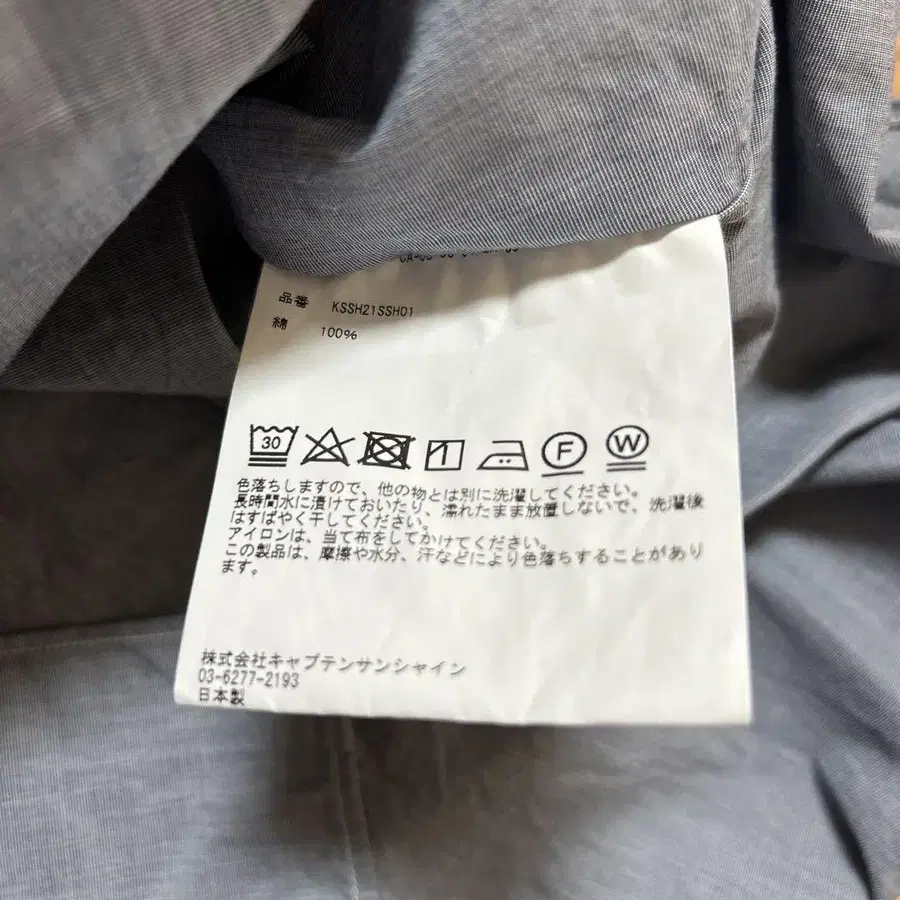 品番 KSSH21SSH01
綿 100%
30 F W
色落ちしますので、他の物とは別に洗濯してください。
長時間水に漬けておいたり、濡れたまま放置しないで、洗濯後
はすばやく干してください。
アイロンは、当て布をしてかけてください。
この製品は、摩擦や水分、汗などにより色落ちすることがあり
ます。
株式会社キャプテンサンシャイン
03-6277-2193
日本製